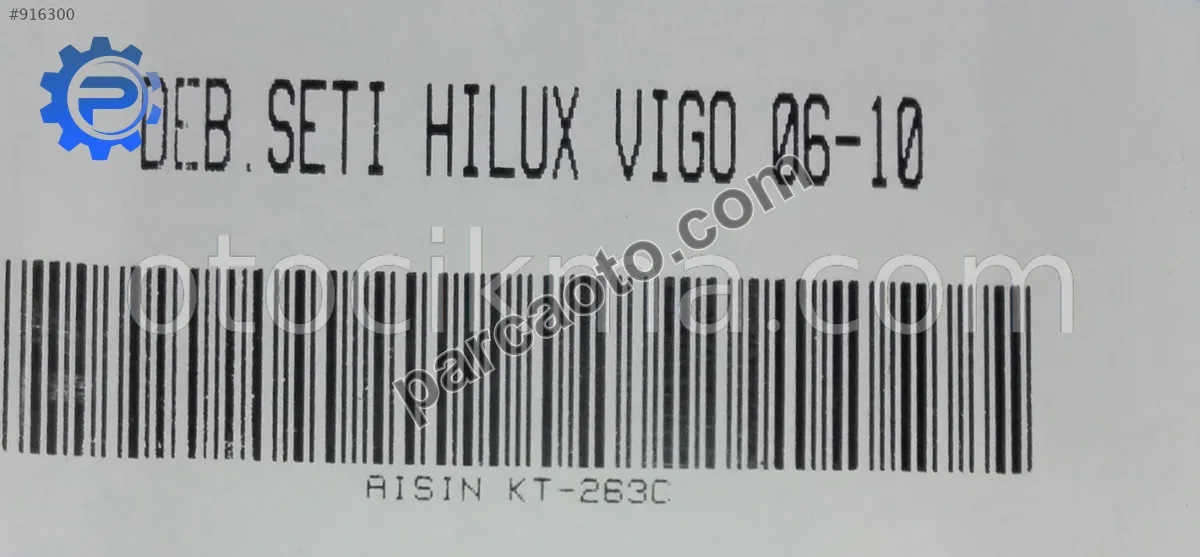 #916300
DEB.SETI HILUX VIGO 06-10
otocikma.com
parcaoto.com
AISIN KT-263C